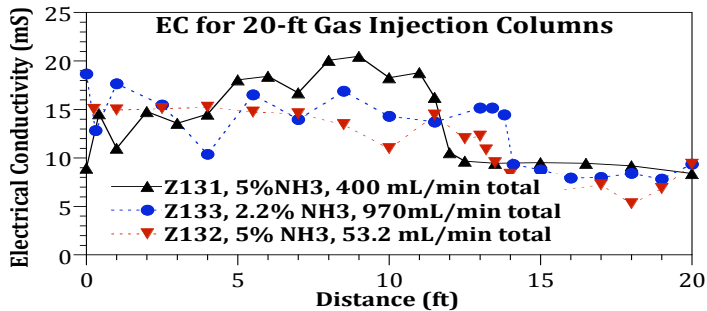 EC for 20-ft Gas Injection Columns
Electrical Conductivity (mS)
25
20
15
10
5
0
Z131, 5%NH3, 400 mL/min total
Z133, 2.2% NH3, 970mL/min total
Z132, 5% NH3, 53.2 mL/min total
0 5 10 15 20
Distance (ft)